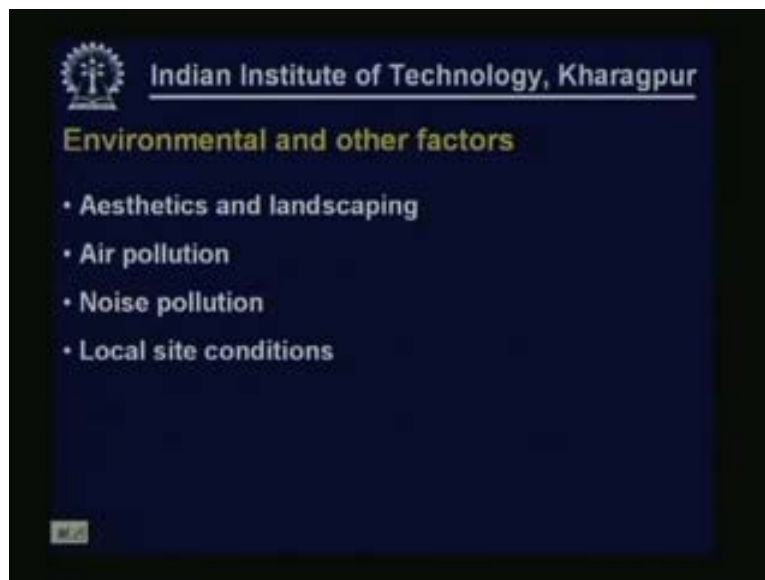 Indian Institute of Technology, Kharagpur
Environmental and other factors
• Aesthetics and landscaping
• Air pollution
• Noise pollution
• Local site conditions